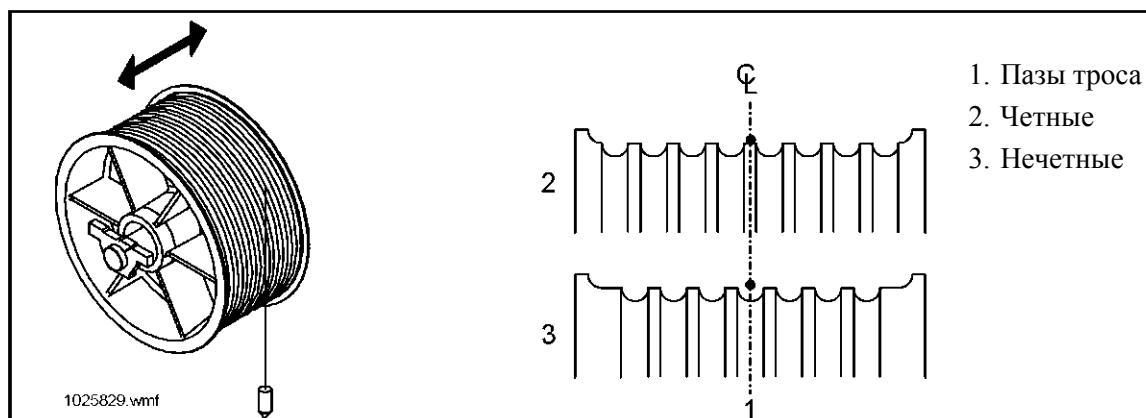 1025829.wmf
℄
2
3
1
1. Пазы троса
2. Четные
3. Нечетные